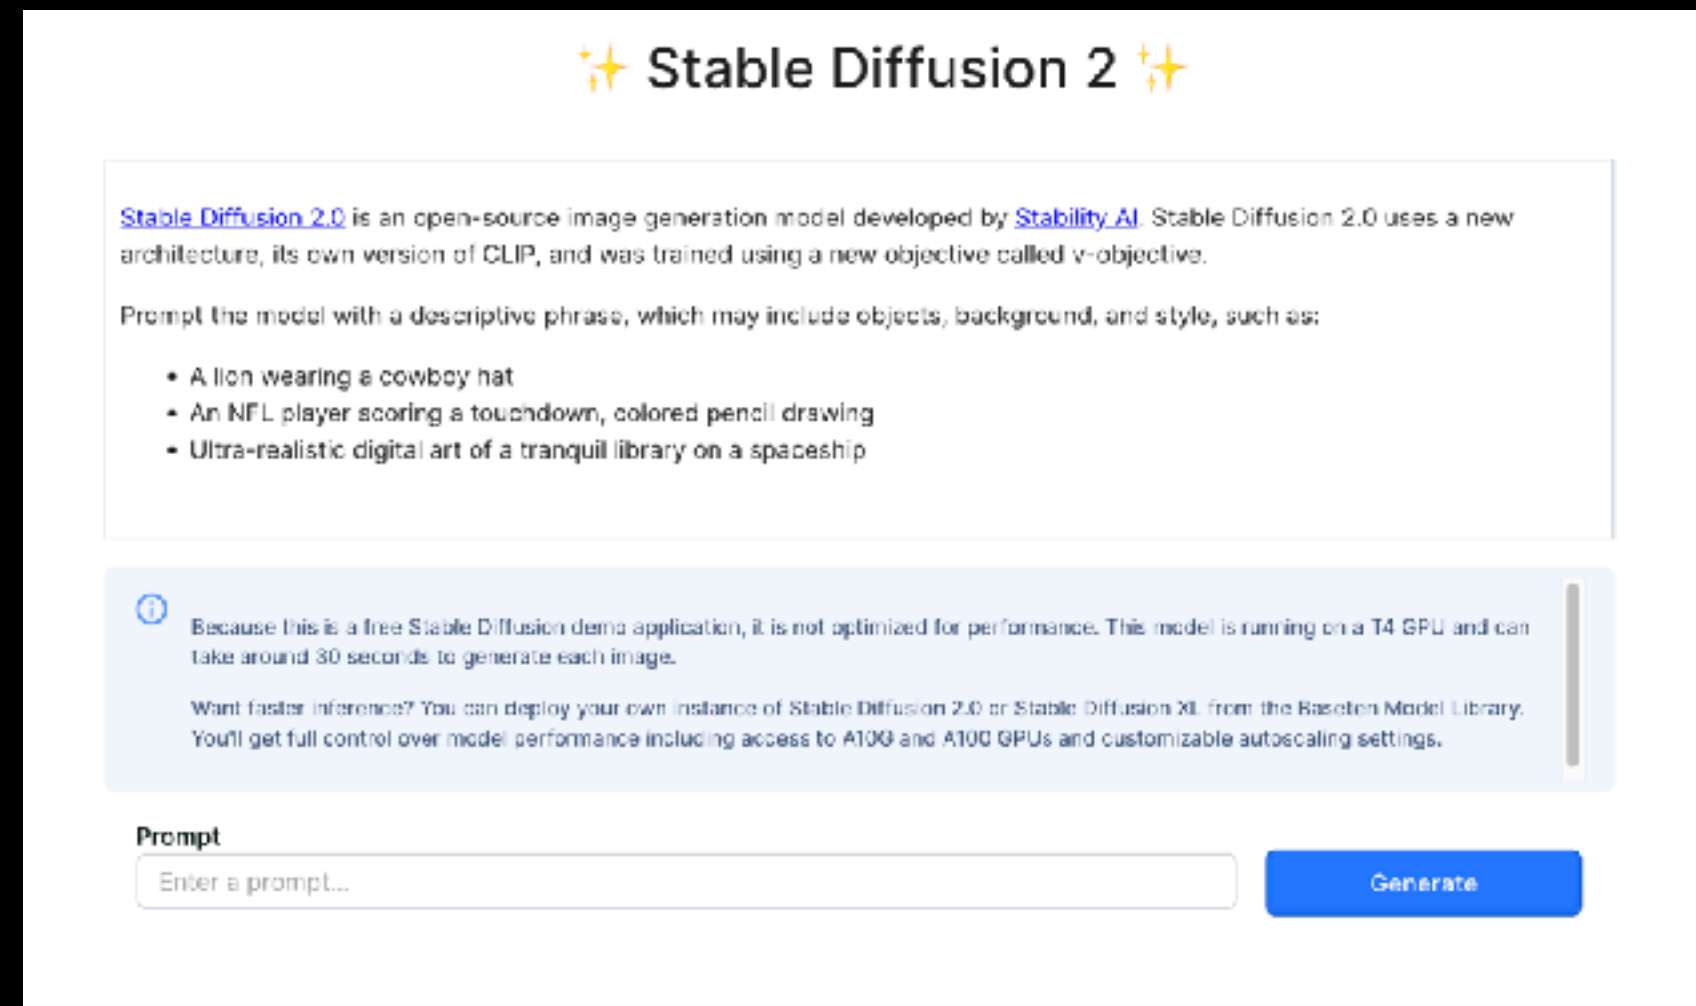 ✨ Stable Diffusion 2 ✨
Stable Diffusion 2.0 is an open-source image generation model developed by Stability AI. Stable Diffusion 2.0 uses a new
architecture, its own version of CLIP, and was trained using a new objective called v-objective.
Prompt the model with a descriptive phrase, which may include objects, background, and style, such as:
• A lion wearing a cowboy hat
• An NFL player scoring a touchdown, colored pencil drawing
• Ultra-realistic digital art of a tranquil library on a spaceship
Because this is a free Stable Diffusion demo application, it is not optimized for performance. This model is running on a T4 GPU and can
take around 30 seconds to generate each image.
Want faster inference? You can deploy your own instance of Stable Diffusion 2.0 or Stable Diffusion XL from the Baseten Model Library.
You'll get full control over model performance including access to A10G and A100 GPUs and customizable autoscaling settings.
Prompt
Enter a prompt...
Generate